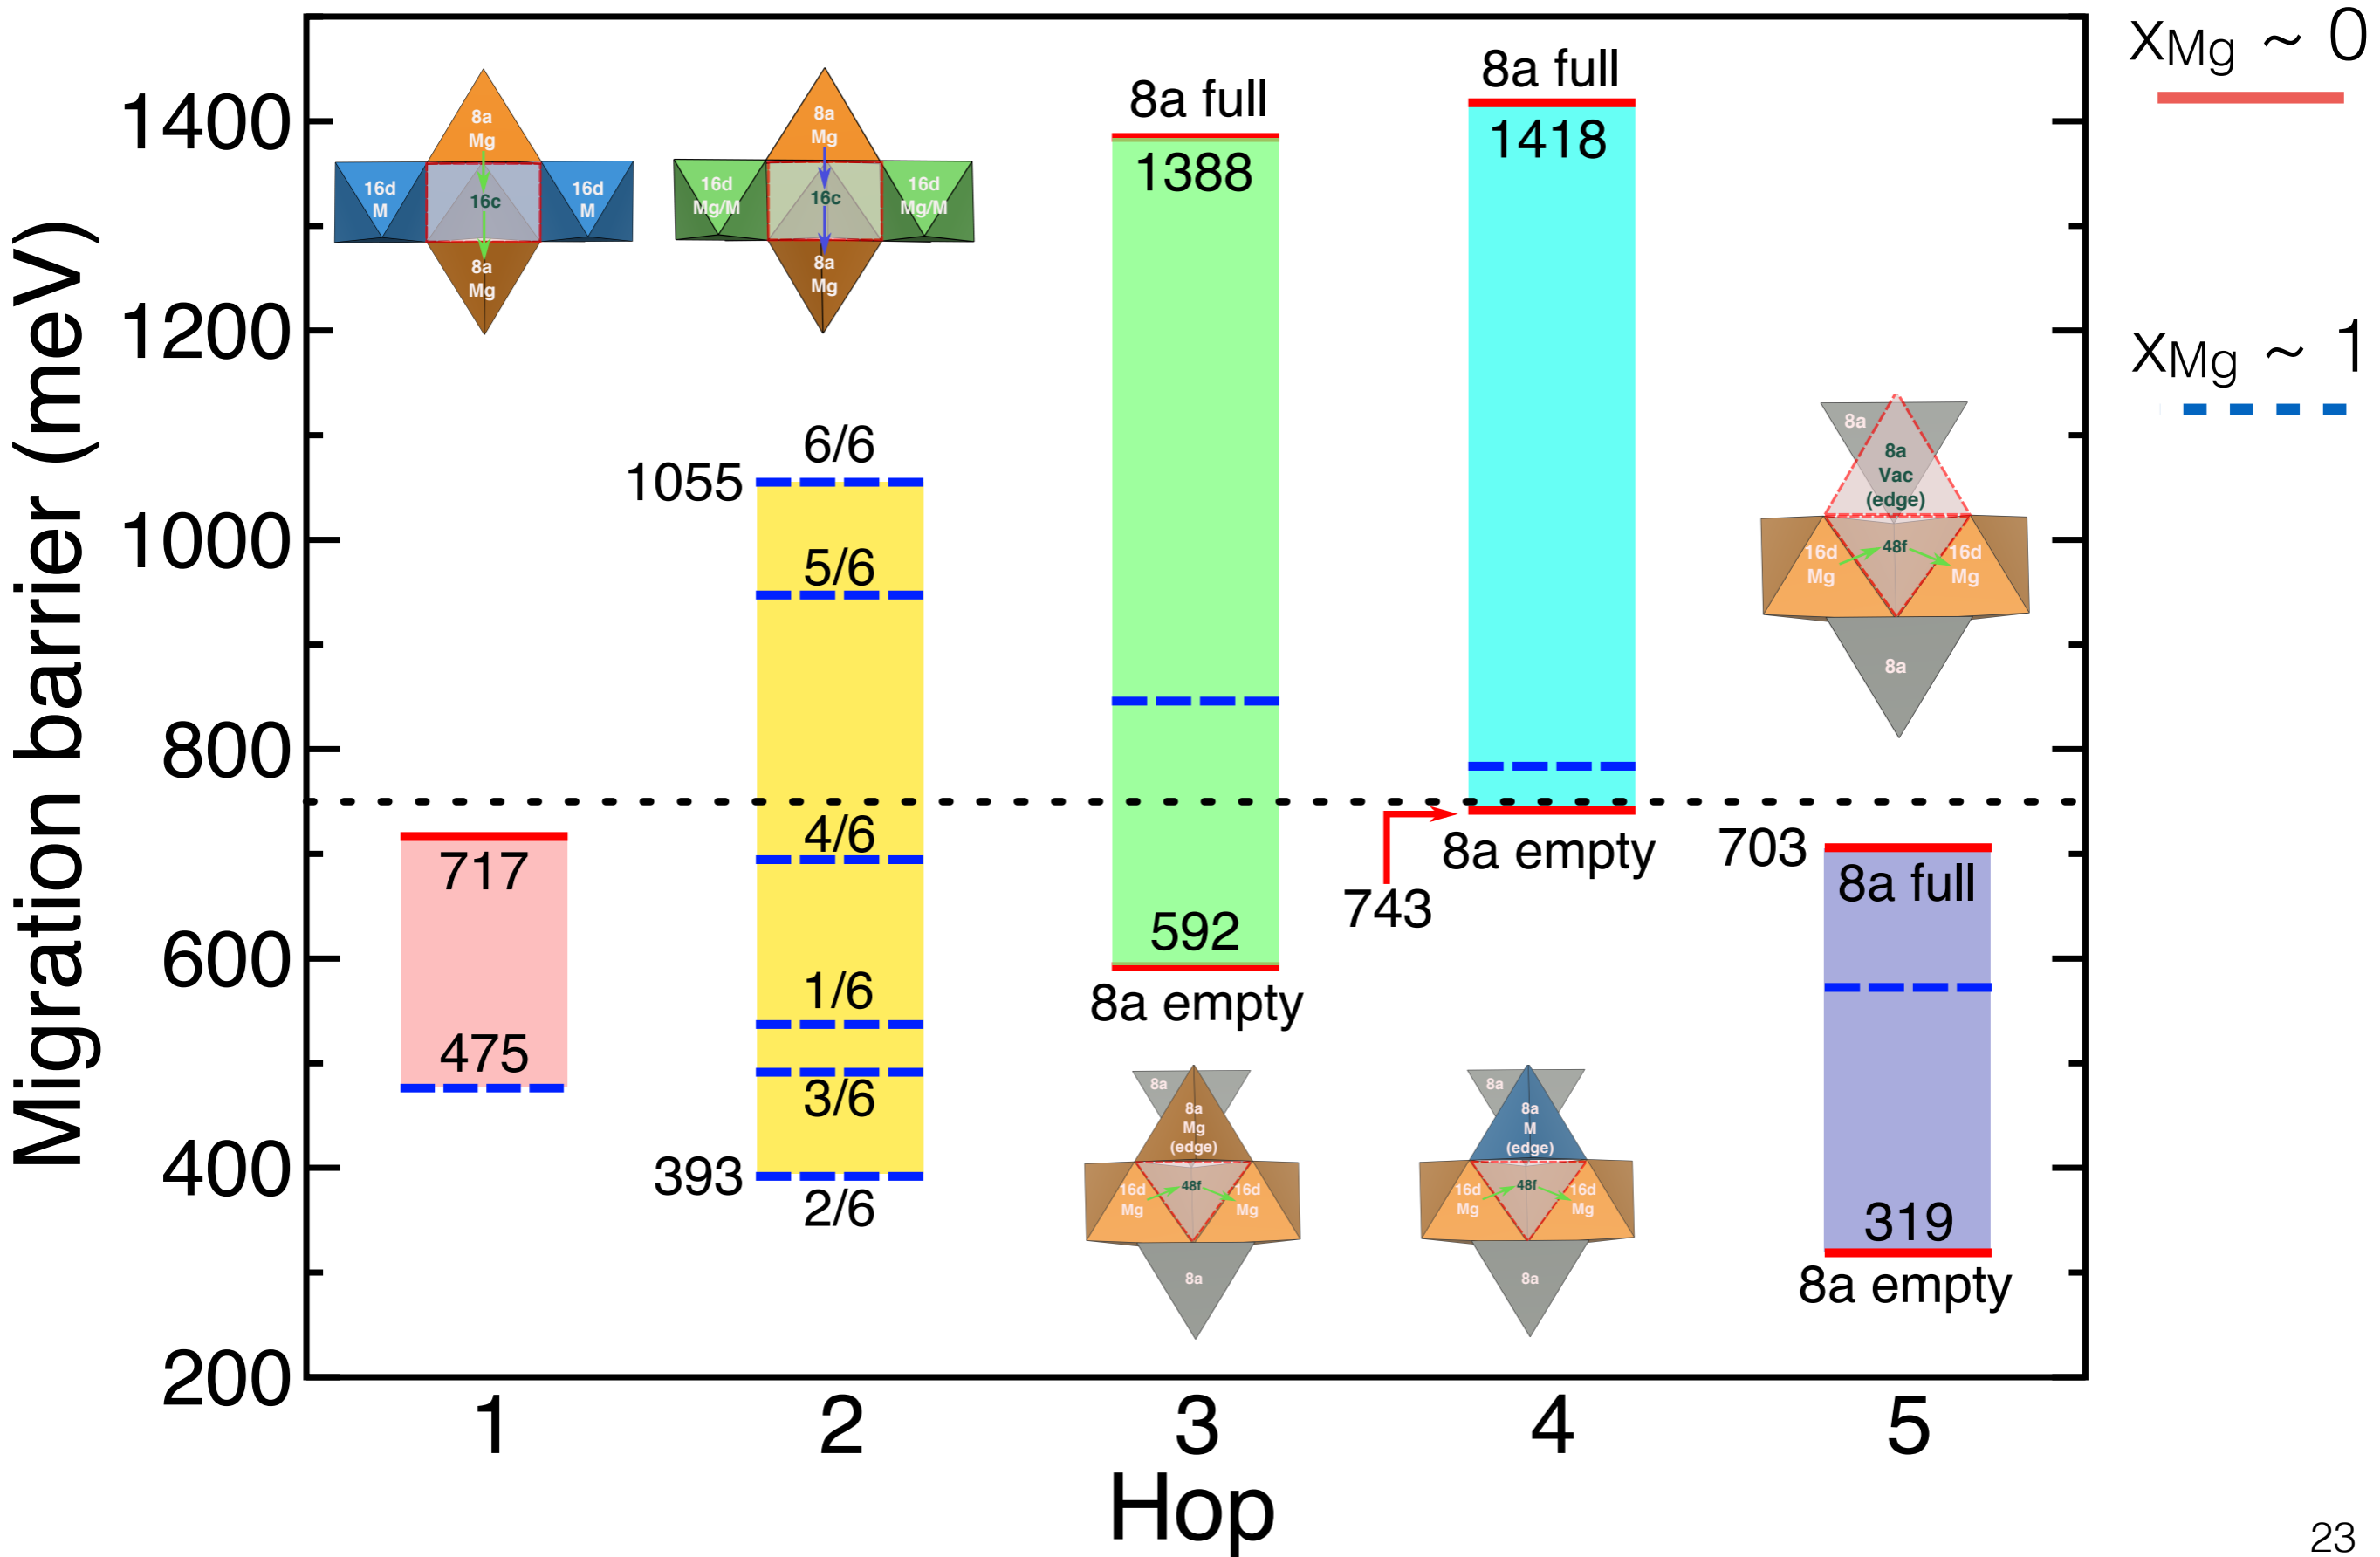 Migration barrier (meV)
1400
1200
1000
800
600
400
200
8a
Mg
16d
M
16c
16d
M
8a
Mg
8a
Mg
16d
Mg/M
16c
16d
Mg/M
8a
Mg
8a full
1388
8a full
1418
xMg ~ 0
xMg ~ 1
6/6
1055
5/6
4/6
1/6
3/6
393
2/6
717
475
592
8a empty
743
8a empty
703
8a full
319
8a empty
8a
8a
Vac
(edge)
16d
Mg
48f
16d
Mg
8a
8a
8a
Mg
(edge)
16d
Mg
48f
16d
Mg
8a
8a
8a
M
(edge)
16d
Mg
48f
16d
Mg
8a
1 2 3 4 5
Hop
23